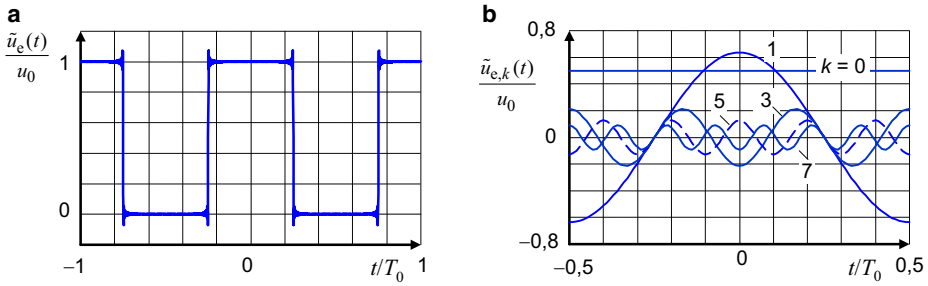 a
ũₑ(t)
u₀
1
0
−1
0
t/T₀
1
b
0,8
ũₑ,ₖ(t)
u₀
0
−0,8
1
k = 0
5
3
7
−0,5
0
t/T₀
0,5